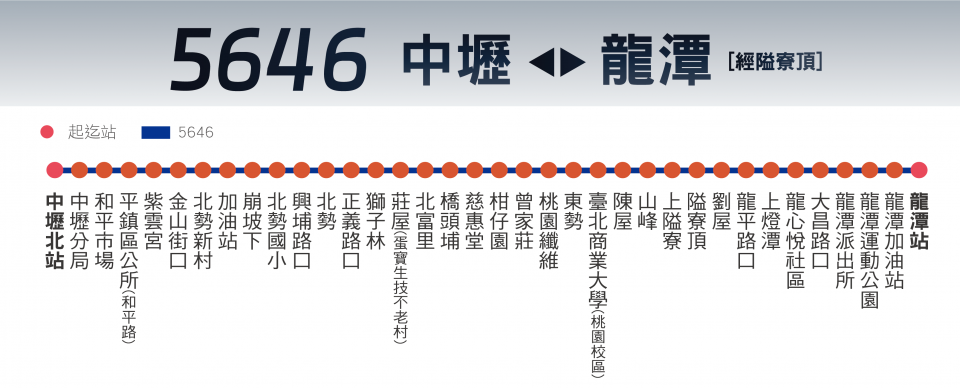 5646 中壢 ◀▶ 龍潭 [經隘寮頂]
起迄站
5646
中壢北站
中壢分局
和平市場
平鎮區公所(和平路)
紫雲宮
金山街口
北勢新村
加油站
崩坡下
北勢國小
興埔路口
北勢
正義路口
獅子林
莊屋(蛋寶生技不老村)
北富里
橋頭埔
慈惠堂
柑仔園
曾家莊
桃園纖維
東勢
臺北商業大學(桃園校區)
陳屋
山峰
上隘寮
隘寮頂
劉屋
龍平路口
上燈潭
龍心悅社區
大昌路口
龍潭派出所
龍潭運動公園
龍潭加油站
龍潭站